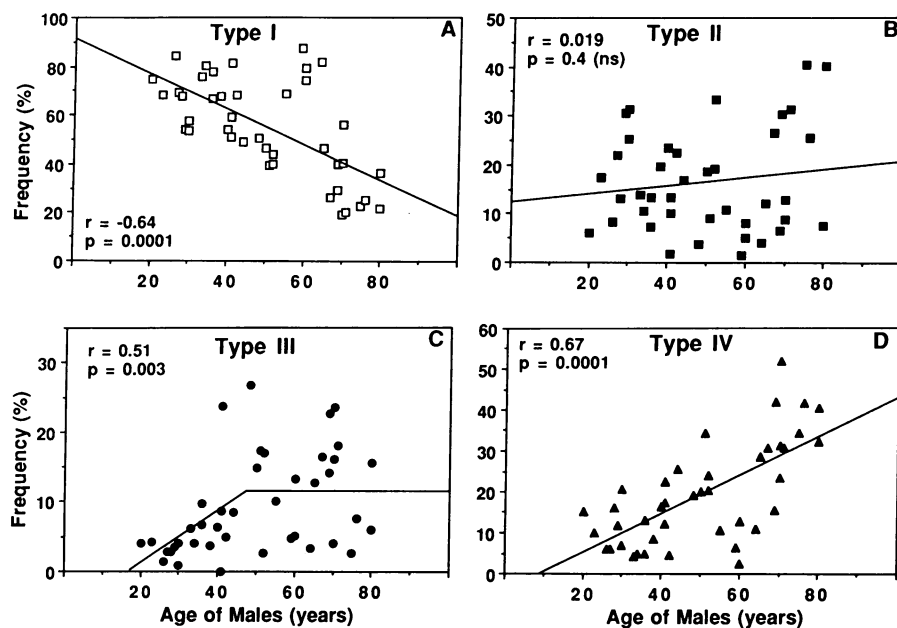 Type I
A
Frequency (%)
100
80
60
40
20
0
r = -0.64
p = 0.0001
20 40 60 80
Type II
B
r = 0.019
p = 0.4 (ns)
50
40
30
20
10
0
20 40 60 80
Type III
C
r = 0.51
p = 0.003
Frequency (%)
35
20
10
0
20 40 60 80
Age of Males (years)
Type IV
D
r = 0.67
p = 0.0001
60
50
40
30
20
10
0
20 40 60 80
Age of Males (years)